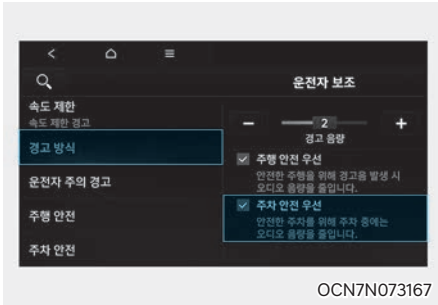 운전자 보조
속도 제한
속도 제한 경고
경고 방식
운전자 주의 경고
주행 안전
주차 안전
2
경고 음량
주행 안전 우선
안전한 주행을 위해 경고음 발생 시
오디오 음량을 줄입니다.
주차 안전 우선
안전한 주차를 위해 주차 중에는
오디오 음량을 줄입니다.
OCN7N073167